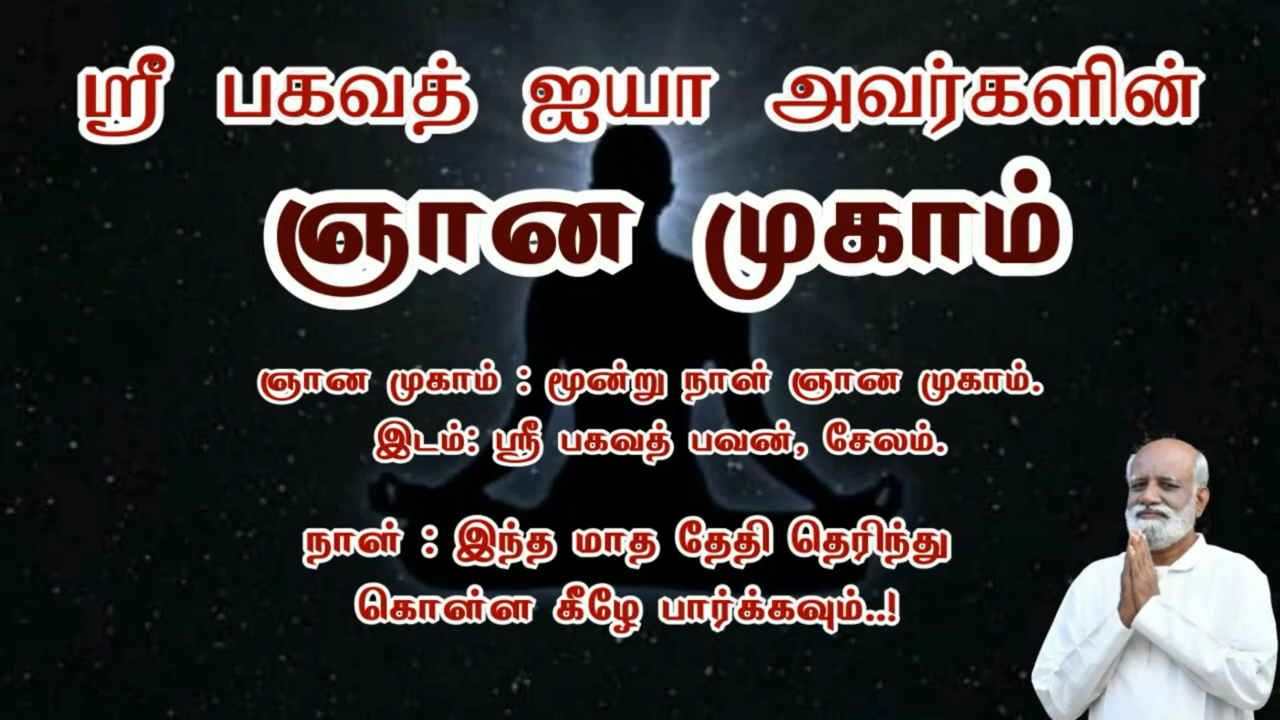 ஸ்ரீ பகவத் ஐயா அவர்களின்
ஞான முகாம்
ஞான முகாம் : மூன்று நாள் ஞான முகாம்.
இடம்: ஸ்ரீ பகவத் பவன், சேலம்.
நாள் : இந்த மாத தேதி தெரிந்து
கொள்ள கீழே பார்க்கவும்..!